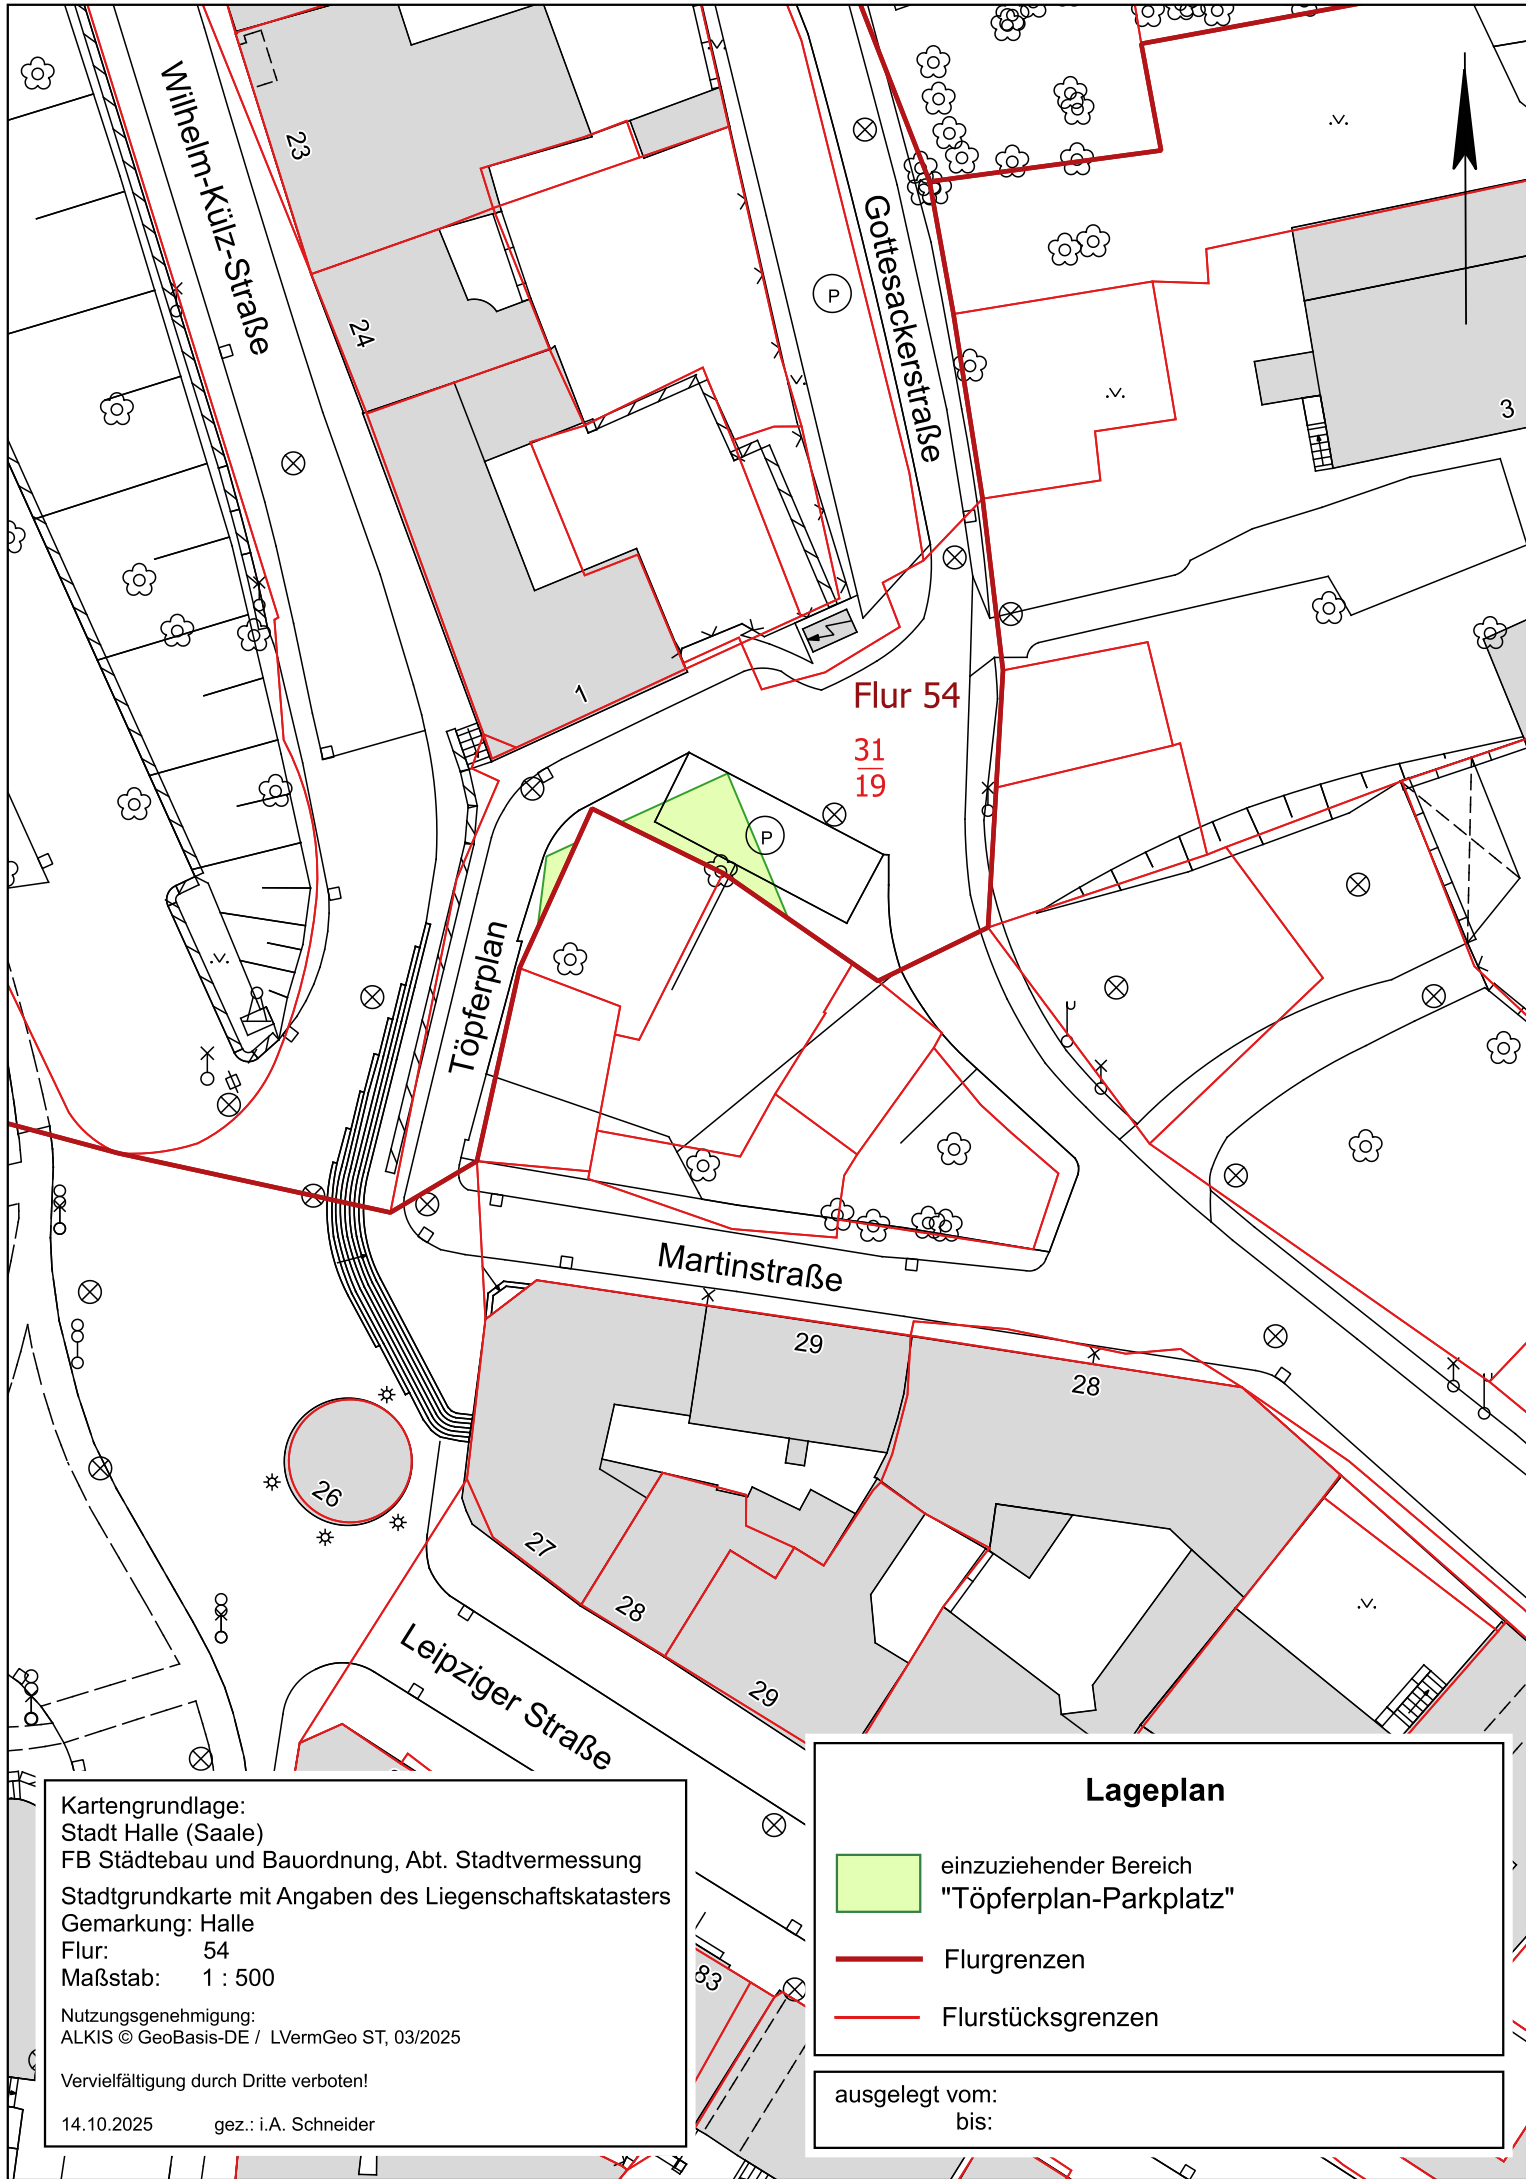 Wilhelm-Külz-Straße
23
24
Gottesackerstraße
P
3
1
Flur 54
31
19
P
Töpferplan
Martinstraße
29
28
26
27
28
29
Leipziger Straße
83
Kartengrundlage:
Stadt Halle (Saale)
FB Städtebau und Bauordnung, Abt. Stadtvermessung
Stadtgrundkarte mit Angaben des Liegenschaftskatasters
Gemarkung: Halle
Flur: 54
Maßstab: 1 : 500
Nutzungsgenehmigung:
ALKIS © GeoBasis-DE / LVermGeo ST, 03/2025
Vervielfältigung durch Dritte verboten!
14.10.2025 gez.: i.A. Schneider
Lageplan
einzuziehender Bereich
"Töpferplan-Parkplatz"
Flurgrenzen
Flurstücksgrenzen
ausgelegt vom:
bis: